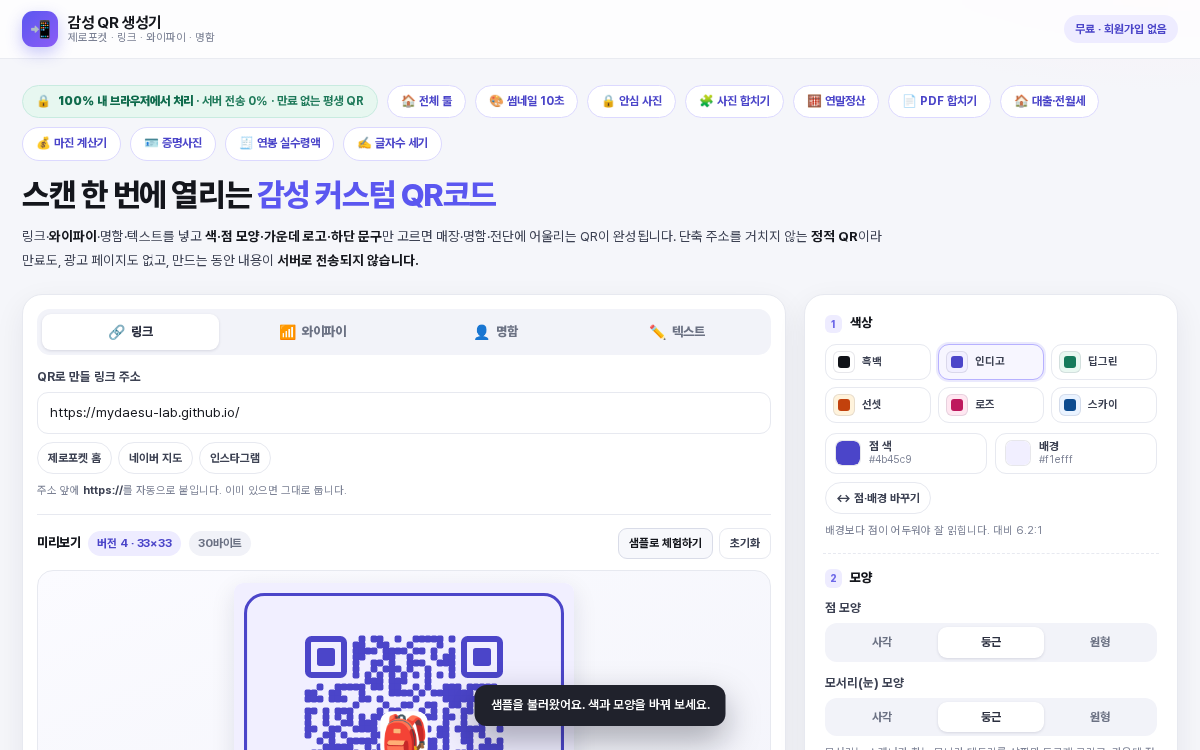 감성 QR 생성기
제로포켓 · 링크 · 와이파이 · 명함
무료 · 회원가입 없음
100% 내 브라우저에서 처리 · 서버 전송 0% · 만료 없는 평생 QR
전체 툴
썸네일 10초
안심 사진
사진 합치기
연말정산
PDF 합치기
대출·전월세
마진 계산기
증명사진
연봉 실수령액
글자수 세기
스캔 한 번에 열리는 감성 커스텀 QR코드
링크·와이파이·명함·텍스트를 넣고 색·점 모양·가운데 로고·하단 문구만 고르면 매장·명함·전단에 어울리는 QR이 완성됩니다. 단축 주소를 거치지 않는 정적 QR이라
만료도, 광고 페이지도 없고, 만드는 동안 내용이 서버로 전송되지 않습니다.
링크
와이파이
명함
텍스트
QR로 만들 링크 주소
https://mydaesu-lab.github.io/
제로포켓 홈
네이버 지도
인스타그램
주소 앞에 https://를 자동으로 붙입니다. 이미 있으면 그대로 둡니다.
미리보기
버전 4 · 33×33
30바이트
샘플로 체험하기
초기화
샘플을 불러왔어요. 색과 모양을 바꿔 보세요.
1 색상
흑백
인디고
딥그린
선셋
로즈
스카이
점 색
#4b45c9
배경
#f1efff
↔ 점·배경 바꾸기
배경보다 점이 어두워야 잘 읽힙니다. 대비 6.2:1
2 모양
점 모양
사각
둥근
원형
모서리(눈) 모양
사각
둥근
원형